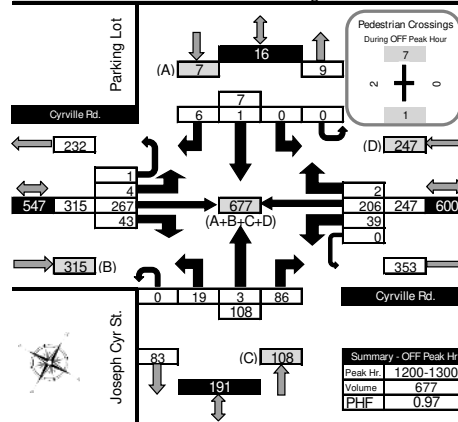 Pedestrian Crossings
During OFF Peak Hour
7
2 0
1
Parking Lot
16
(A) 7 9
7
6 1 0 0
Cyrville Rd.
232
(D) 247
1
4
547 315 267
43
677
(A+B+C+D)
2
206 247 600
39
0
315 (B)
353
0 19 3 86
108
Cyrville Rd.
Joseph Cyr St.
83
(C) 108
191
Summary - OFF Peak Hr
Peak Hr. 1200-1300
Volume 677
PHF 0.97